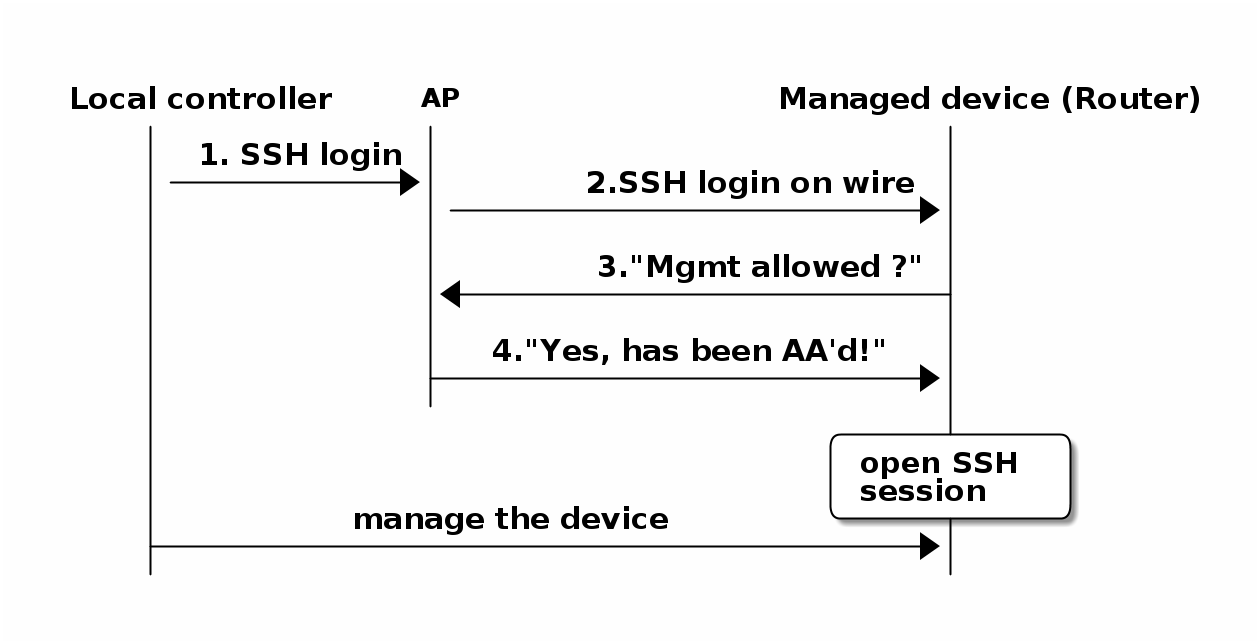 Local controller
AP
Managed device (Router)
1. SSH login
2.SSH login on wire
3."Mgmt allowed ?"
4."Yes, has been AA'd!"
open SSH
session
manage the device